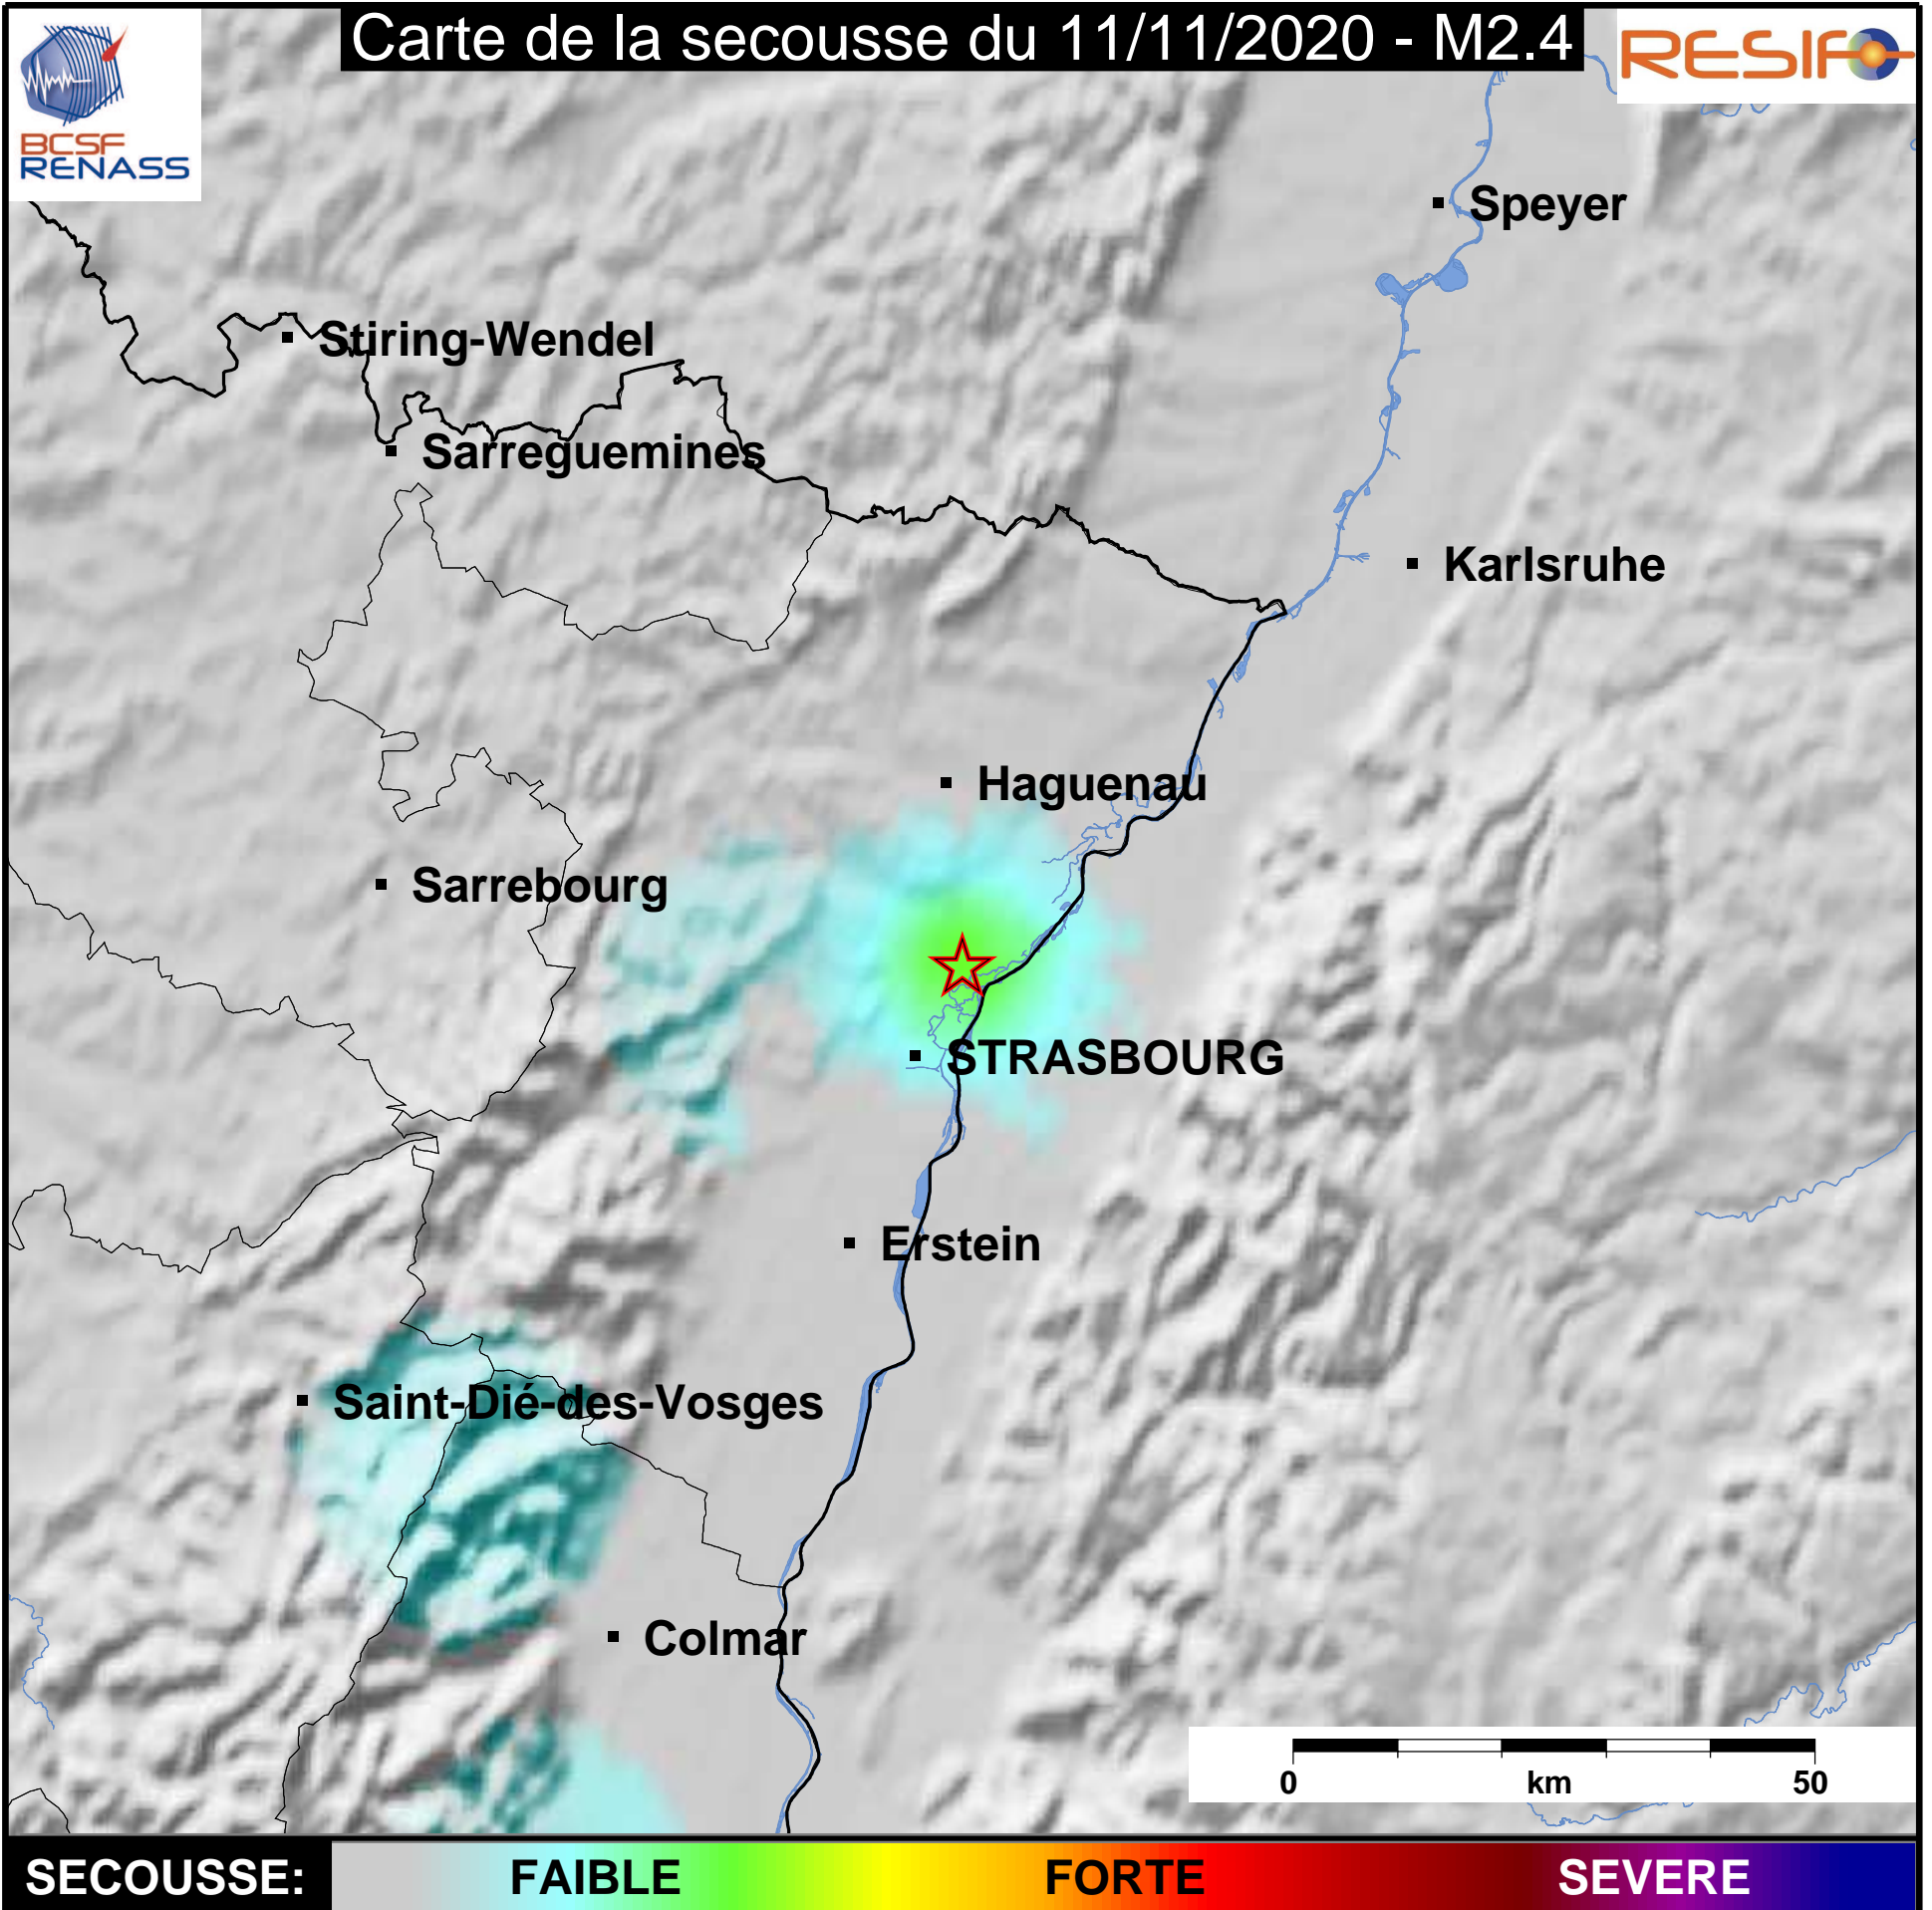 Carte de la secousse du 11/11/2020 - M2.4
BCSF
RENASS
RESIF
Speyer
Stiring-Wendel
Sarreguemines
Karlsruhe
Haguenau
Sarrebourg
STRASBOURG
Erstein
Saint-Dié-des-Vosges
Colmar
0 km 50
SECOUSSE: FAIBLE FORTE SEVERE